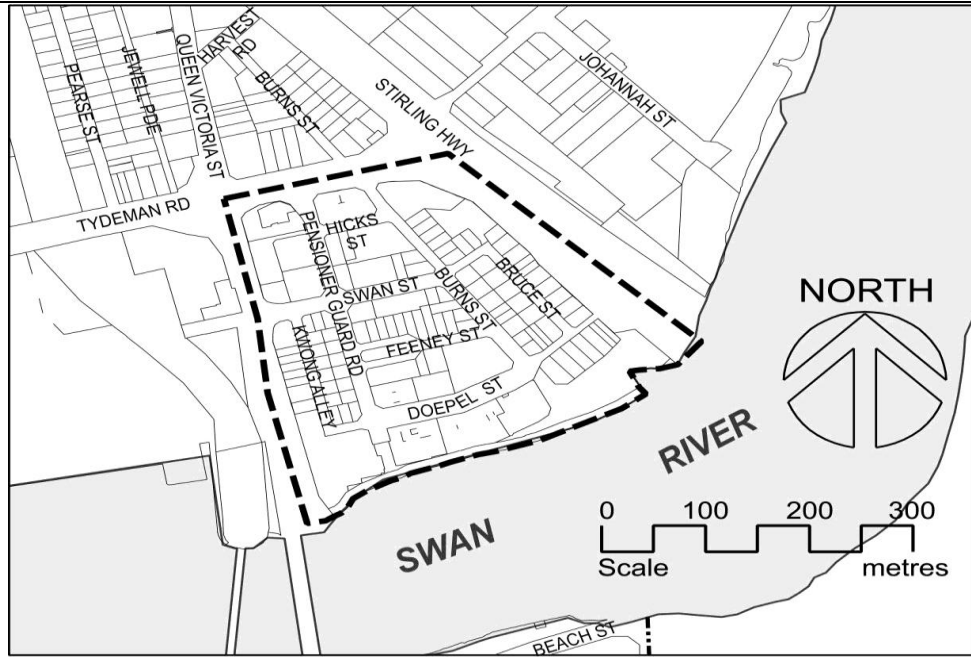 HARVEST
RD
PEARSE ST
JEWELL PDE
QUEEN VICTORIA ST
BURNS ST
STIRLING HWY
JOHANNAH ST
TYDEMAN RD
PENSIONER GUARD RD
HICKS
ST
SWAN ST
BURNS ST
BRUCE ST
KWONG ALLEY
FEENEY ST
DOEPEL ST
NORTH
SWAN
RIVER
0 100 200 300
Scale metres
BEACH ST